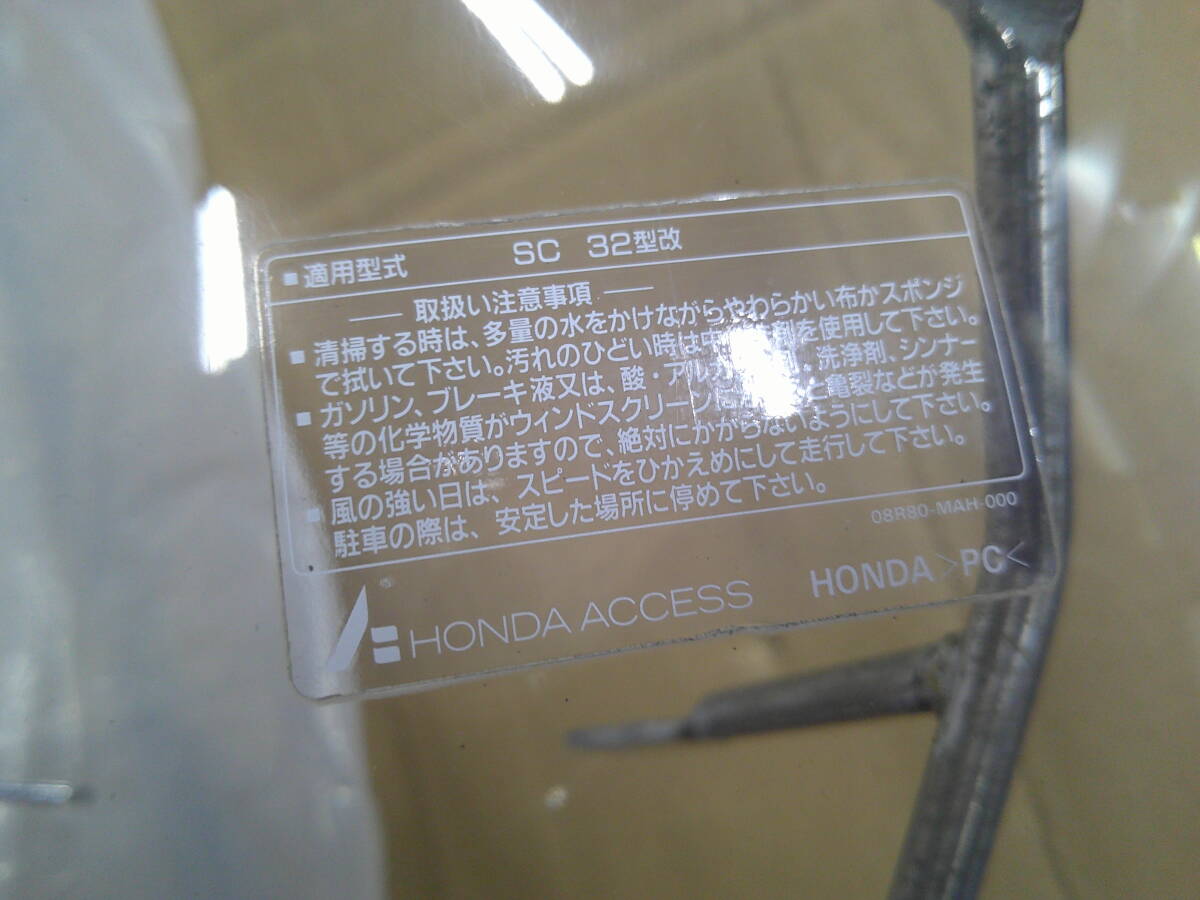 ■適用型式 SC 32型改
取扱い注意事項
■清掃する時は、多量の水をかけながらやわらかい布かスポンジ
で拭いて下さい。汚れのひどい時は中 剤を使用して下さい。
■ガソリン、ブレーキ液又は、酸・アル 洗浄剤、シンナー
等の化学物質がウィンドスクリーンに と亀裂などが発生
する場合がありますので、絶対にかからないようにして下さい。
■風の強い日は、スピードをひかえめにして走行して下さい。
駐車の際は、安定した場所に停めて下さい。
08R80-MAH-000
HONDA ACCESS HONDA >PC<